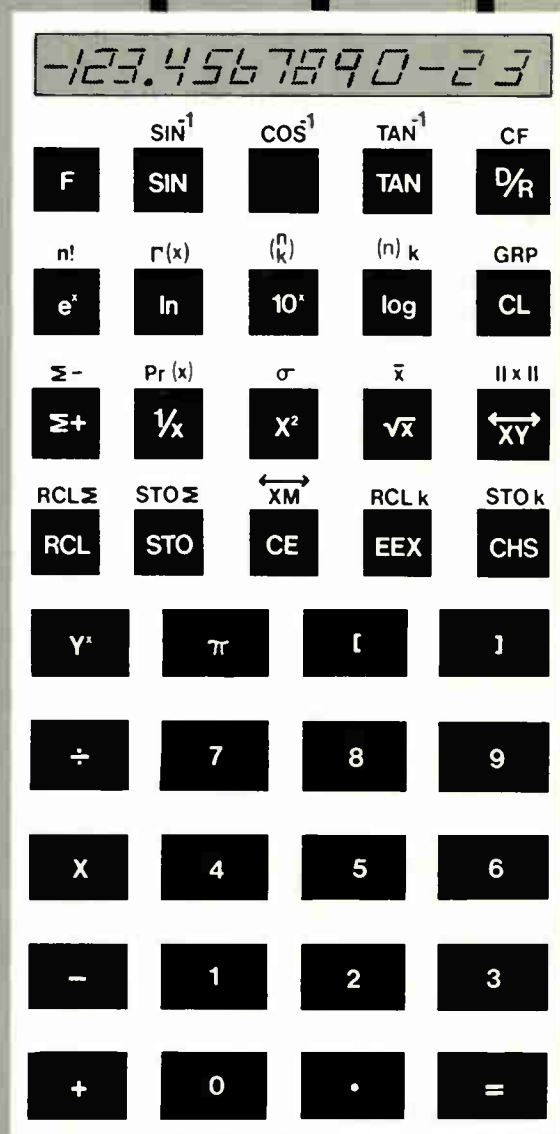 -123.4567890-23
SIN⁻¹ COS⁻¹ TAN⁻¹ CF
F SIN TAN D/R
n! Γ(x) (n k) (n) k GRP
eˣ ln 10ˣ log CL
Σ- Pr (x) σ x̄ ||x||
Σ+ 1/x X² √x XY
RCLΣ STOΣ XM RCL k STO k
RCL STO CE EEX CHS
Yˣ π [ ]
÷ 7 8 9
X 4 5 6
- 1 2 3
+ 0 • =